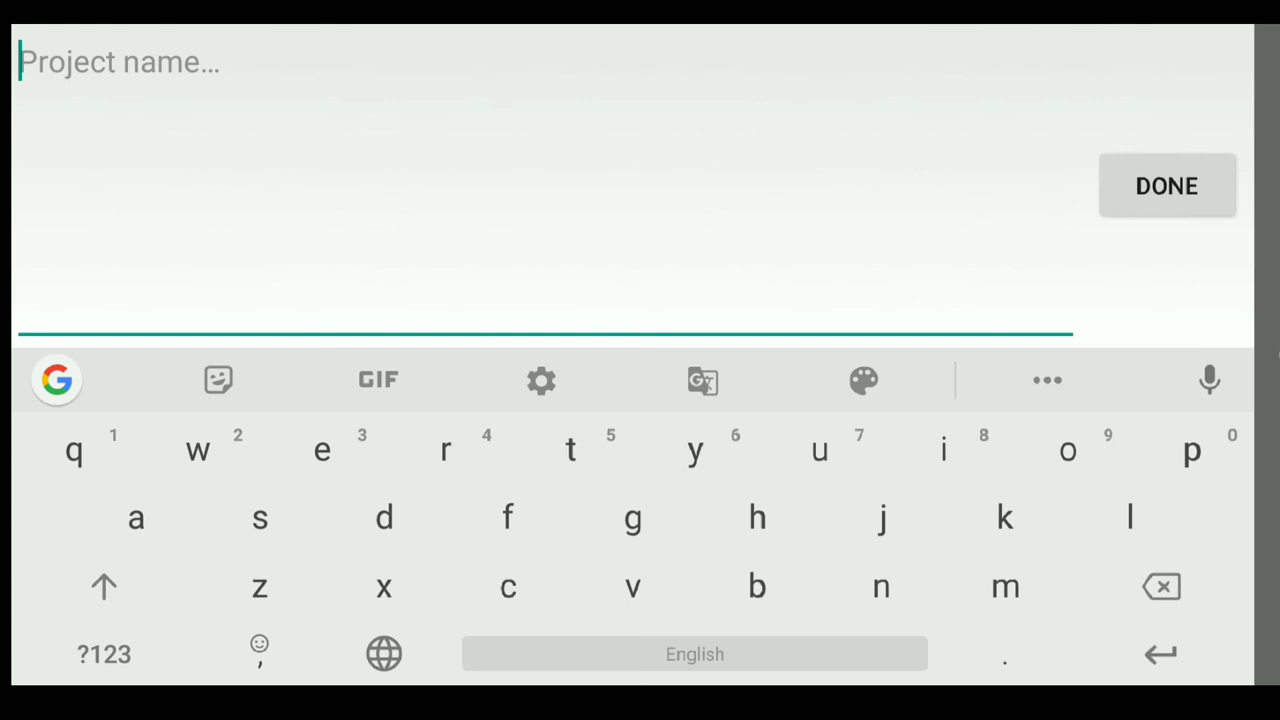 Project name...
DONE
G GIF G
q 1 w 2 e 3 r 4 t 5 y 6 u 7 i 8 o 9 p 0
a s d f g h j k l
z x c v b n m
?123 , English .